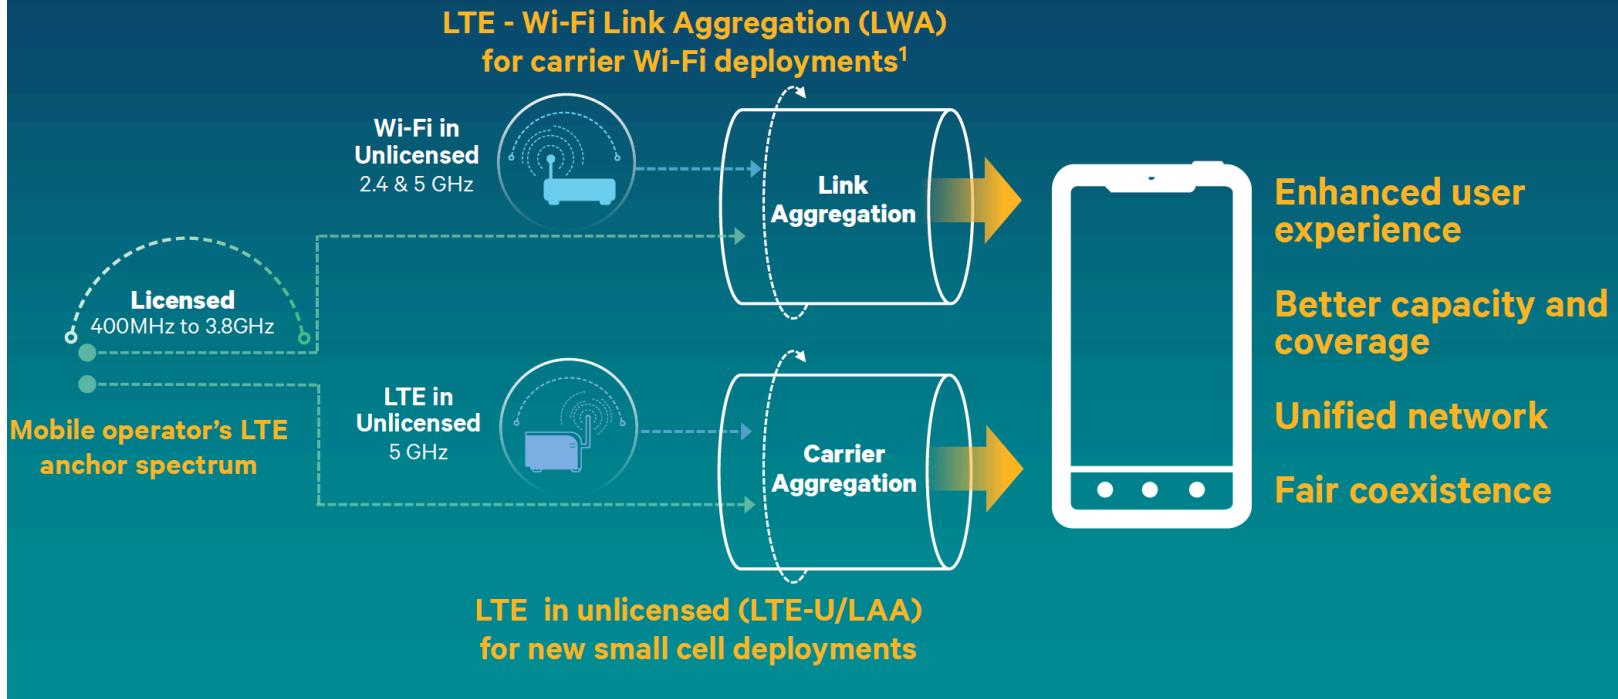 LTE - Wi-Fi Link Aggregation (LWA)
for carrier Wi-Fi deployments¹
Wi-Fi in
Unlicensed
2.4 & 5 GHz
Link
Aggregation
Licensed
400MHz to 3.8GHz
Mobile operator’s LTE
anchor spectrum
LTE in
Unlicensed
5 GHz
Carrier
Aggregation
LTE in unlicensed (LTE-U/LAA)
for new small cell deployments
Enhanced user
experience
Better capacity and
coverage
Unified network
Fair coexistence